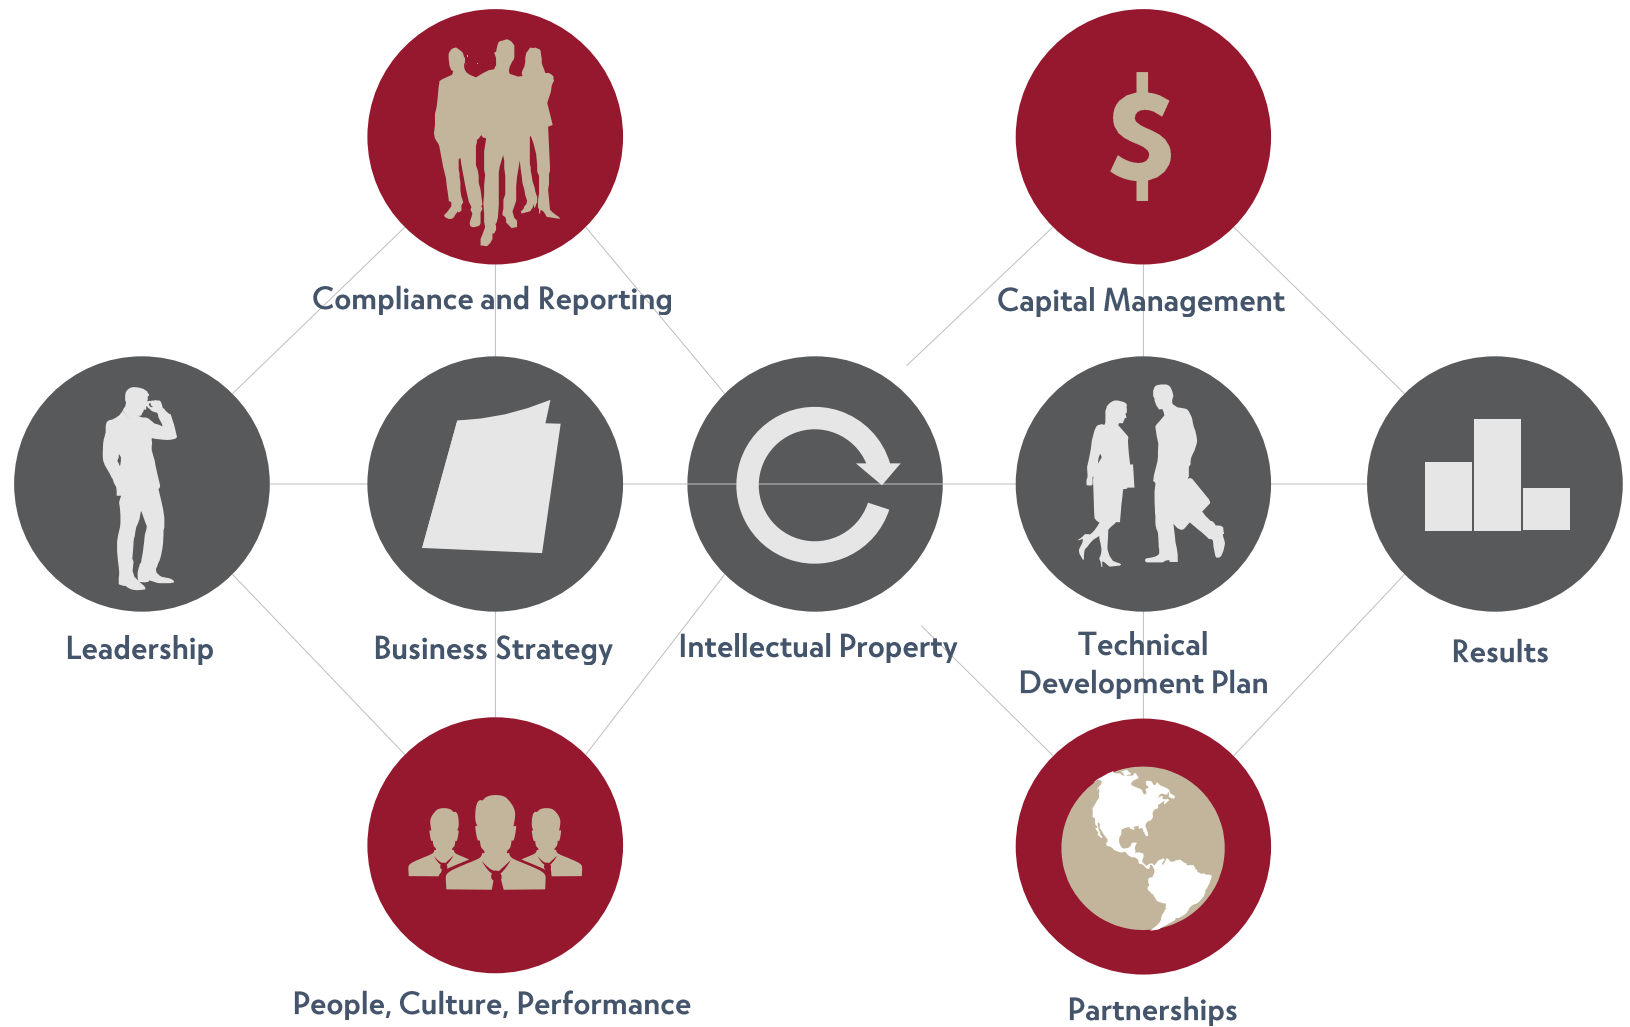 Compliance and Reporting
Capital Management
Leadership
Business Strategy
Intellectual Property
Technical
Development Plan
Results
People, Culture, Performance
Partnerships